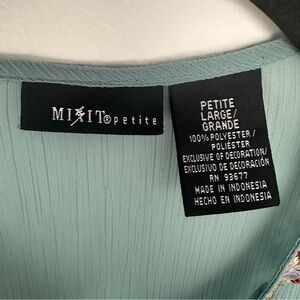 MIXIT® petite
PETITE
LARGE/
GRANDE
100% POLYESTER/
POLIÉSTER
EXCLUSIVE OF DECORATION/
EXCLUSIVO DE DECORACIÓN
RN 93677
MADE IN INDONESIA
HECHO EN INDONESIA